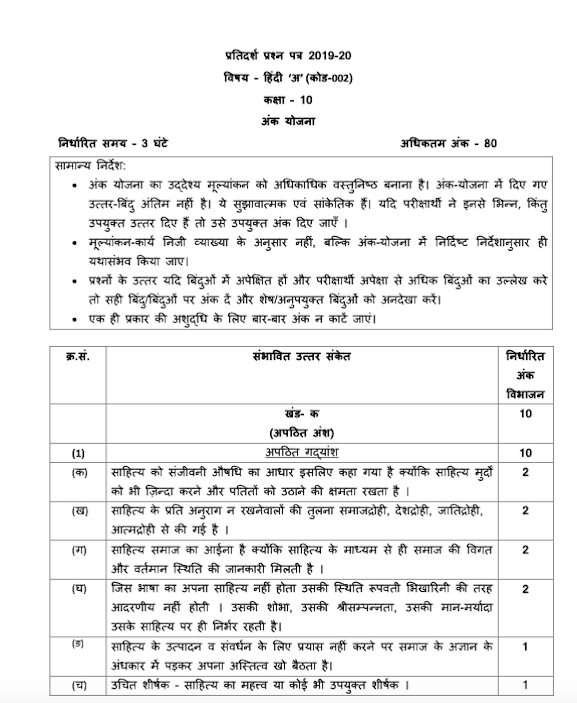 प्रतिदर्श प्रश्न पत्र 2019-20
विषय - हिंदी 'अ' (कोड-002)
कक्षा - 10
अंक योजना
निर्धारित समय - 3 घंटे अधिकतम अंक - 80
सामान्य निर्देश:
• अंक योजना का उद्देश्य मूल्यांकन को अधिकाधिक वस्तुनिष्ठ बनाना है। अंक-योजना में दिए गए
उत्तर-बिंदु अंतिम नहीं है। ये सुझावात्मक एवं सांकेतिक हैं। यदि परीक्षार्थी ने इनसे भिन्न, किंतु
उपयुक्त उत्तर दिए हैं तो उसे उपयुक्त अंक दिए जाएँ ।
• मूल्यांकन-कार्य निजी व्याख्या के अनुसार नहीं, बल्कि अंक-योजना में निर्दिष्ट निर्देशानुसार ही
यथासंभव किया जाए।
• प्रश्नों के उत्तर यदि बिंदुओं में अपेक्षित हों और परीक्षार्थी अपेक्षा से अधिक बिंदुओं का उल्लेख करे
तो सही बिंदु/बिंदुओं पर अंक दें और शेष/अनुपयुक्त बिंदुओं को अनदेखा करें।
• एक ही प्रकार की अशुद्धि के लिए बार-बार अंक न काटें जाएं।
क्र.सं. संभावित उत्तर संकेत निर्धारित
अंक
विभाजन
खंड- क 10
(अपठित अंश)
(1) अपठित गद्यांश 10
(क) साहित्य को संजीवनी औषधि का आधार इसलिए कहा गया है क्योंकि साहित्य मुर्दों 2
को भी ज़िन्दा करने और पतितों को उठाने की क्षमता रखता है ।
(ख) साहित्य के प्रति अनुराग न रखनेवालों की तुलना समाजद्रोही, देशद्रोही, जातिद्रोही, 2
आत्मद्रोही से की गई है ।
(ग) साहित्य समाज का आईना है क्योंकि साहित्य के माध्यम से ही समाज की विगत 2
और वर्तमान स्थिति की जानकारी मिलती है ।
(घ) जिस भाषा का अपना साहित्य नहीं होता उसकी स्थिति रूपवती भिखारिनी की तरह 2
आदरणीय नहीं होती । उसकी शोभा, उसकी श्रीसम्पन्नता, उसकी मान-मर्यादा
उसके साहित्य पर ही निर्भर रहती है।
(ङ) साहित्य के उत्पादन व संवर्धन के लिए प्रयास नहीं करने पर समाज के अज्ञान के 1
अंधकार में पड़कर अपना अस्तित्व खो बैठता है।
(च) उचित शीर्षक - साहित्य का महत्त्व या कोई भी उपयुक्त शीर्षक । 1